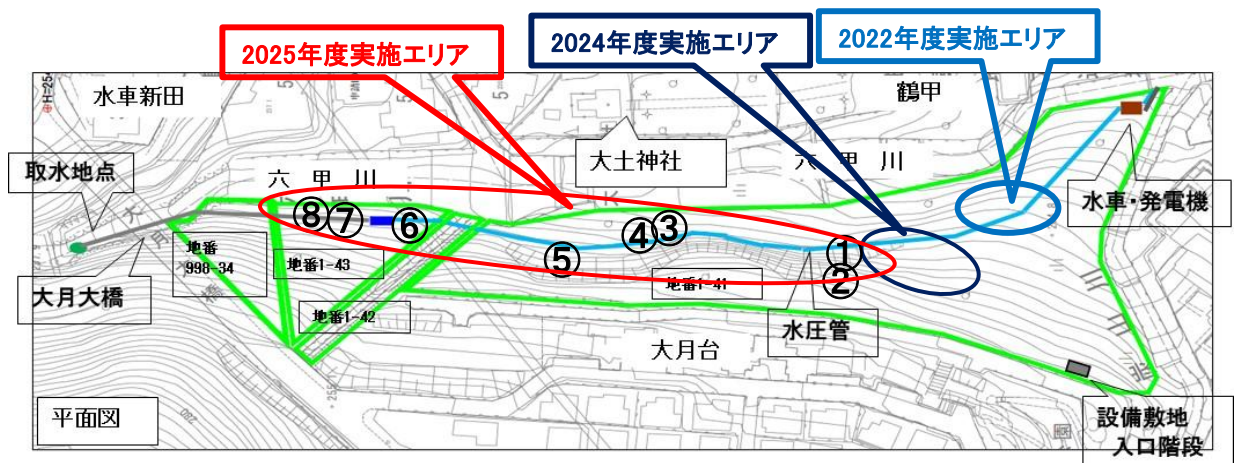 2025年度実施エリア
2024年度実施エリア
2022年度実施エリア
水車新田
鶴甲
大土神社
取水地点
六甲川
六甲川
水車・発電機
⑧
⑦
⑥
④
③
⑤
①
②
地番
998-34
地番1-43
地番1-41
大月大橋
地番1-42
水圧管
大月台
平面図
設備敷地
入口階段